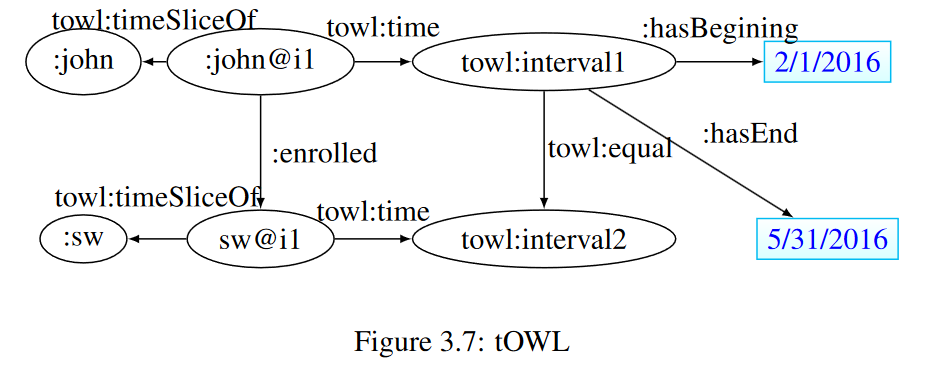 towl:timeSliceOf
towl:time
:hasBegining
:john
:john@i1
towl:interval1
2/1/2016
:enrolled
towl:equal
:hasEnd
towl:timeSliceOf
towl:time
:sw
sw@i1
towl:interval2
5/31/2016
Figure 3.7: tOWL